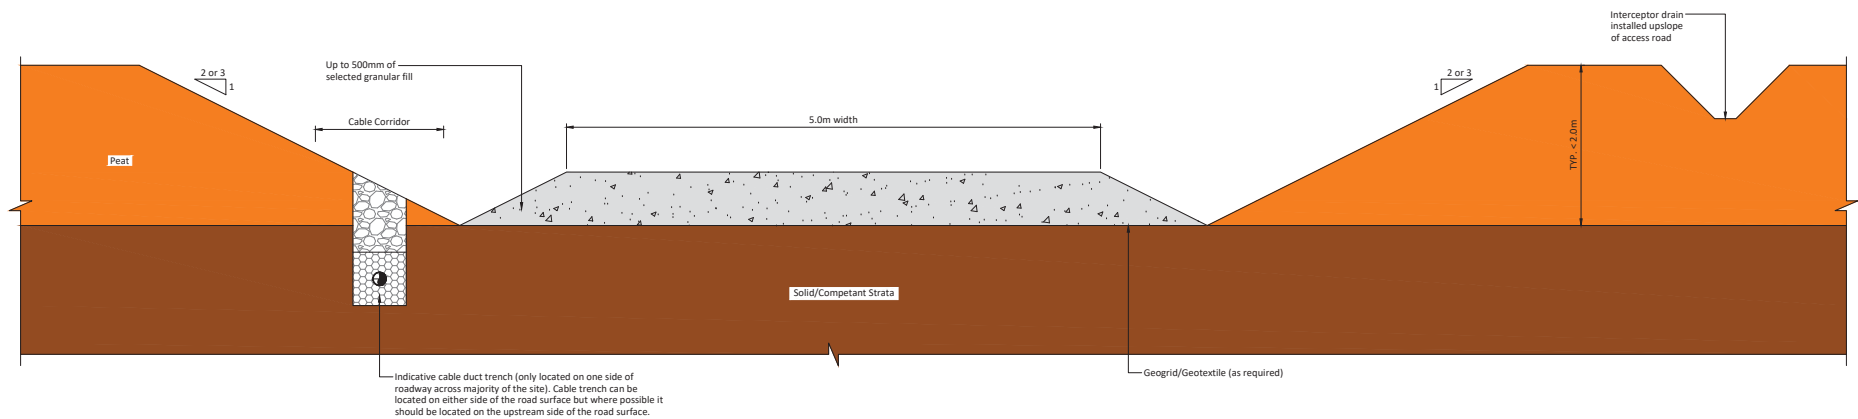 Interceptor drain
installed upslope
of access road
2 or 3
1
Up to 500mm of
selected granular fill
2 or 3
1
Cable Corridor
5.0m width
TYP. < 2.0m
Peat
Solid/Competant Strata
Indicative cable duct trench (only located on one side of
roadway across majority of the site). Cable trench can be
located on either side of the road surface but where possible it
should be located on the upstream side of the road surface.
Geogrid/Geotextile (as required)